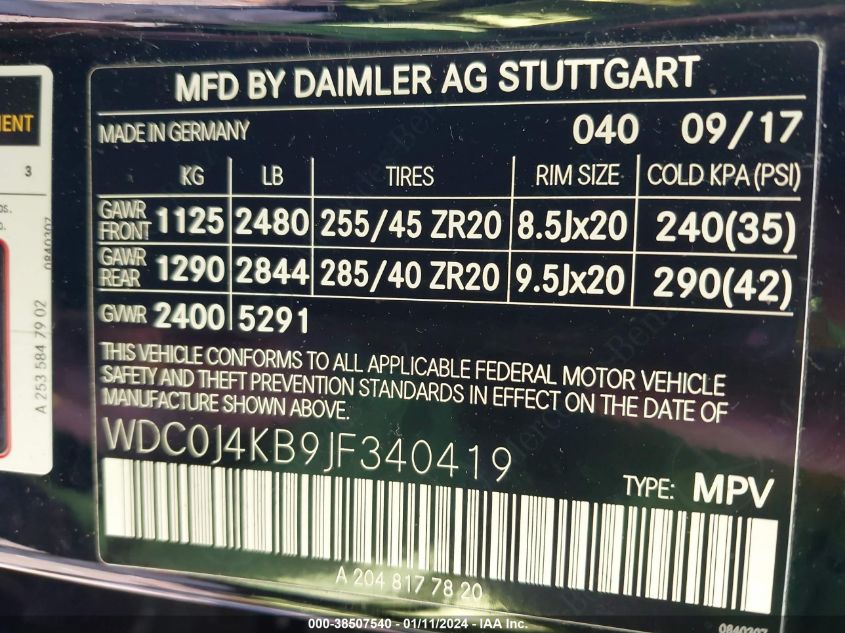 MFD BY DAIMLER AG STUTTGART
MADE IN GERMANY 040 09/17
KG LB TIRES RIM SIZE COLD KPA (PSI)
GAWR FRONT 1125 2480 255/45 ZR20 8.5Jx20 240(35)
GAWR REAR 1290 2844 285/40 ZR20 9.5Jx20 290(42)
GVWR 2400 5291
THIS VEHICLE CONFORMS TO ALL APPLICABLE FEDERAL MOTOR VEHICLE
SAFETY AND THEFT PREVENTION STANDARDS IN EFFECT ON THE DATE OF
MANUFACTURE SHOWN ABOVE.
WDC0J4KB9JF340419
TYPE: MPV
A 204 817 78 20
0840307
3
0840307
A 253 584 79 02
000-38507540 - 01/11/2024 - IAA Inc.